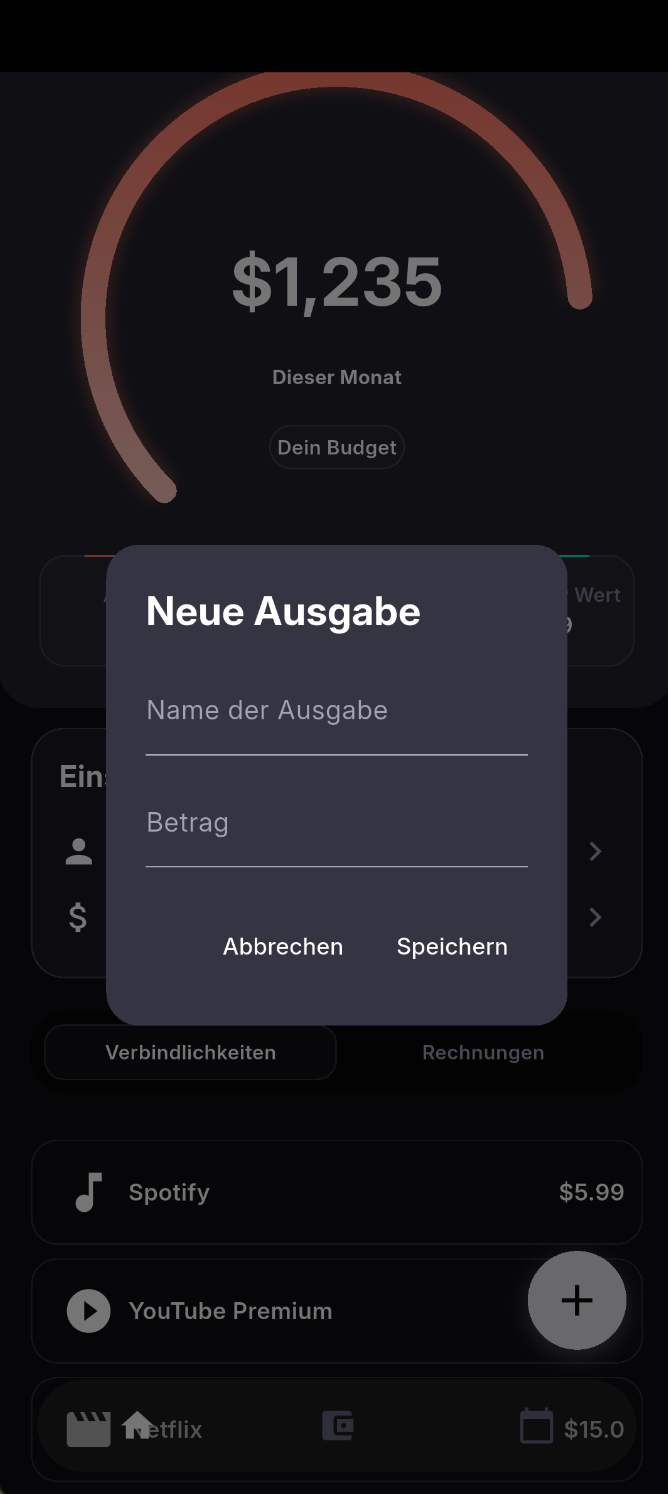 $1,235
Dieser Monat
Dein Budget
Wert
9
Neue Ausgabe
Name der Ausgabe
Betrag
Abbrechen Speichern
$
Verbindlichkeiten Rechnungen
Spotify $5.99
YouTube Premium
etflix $15.0